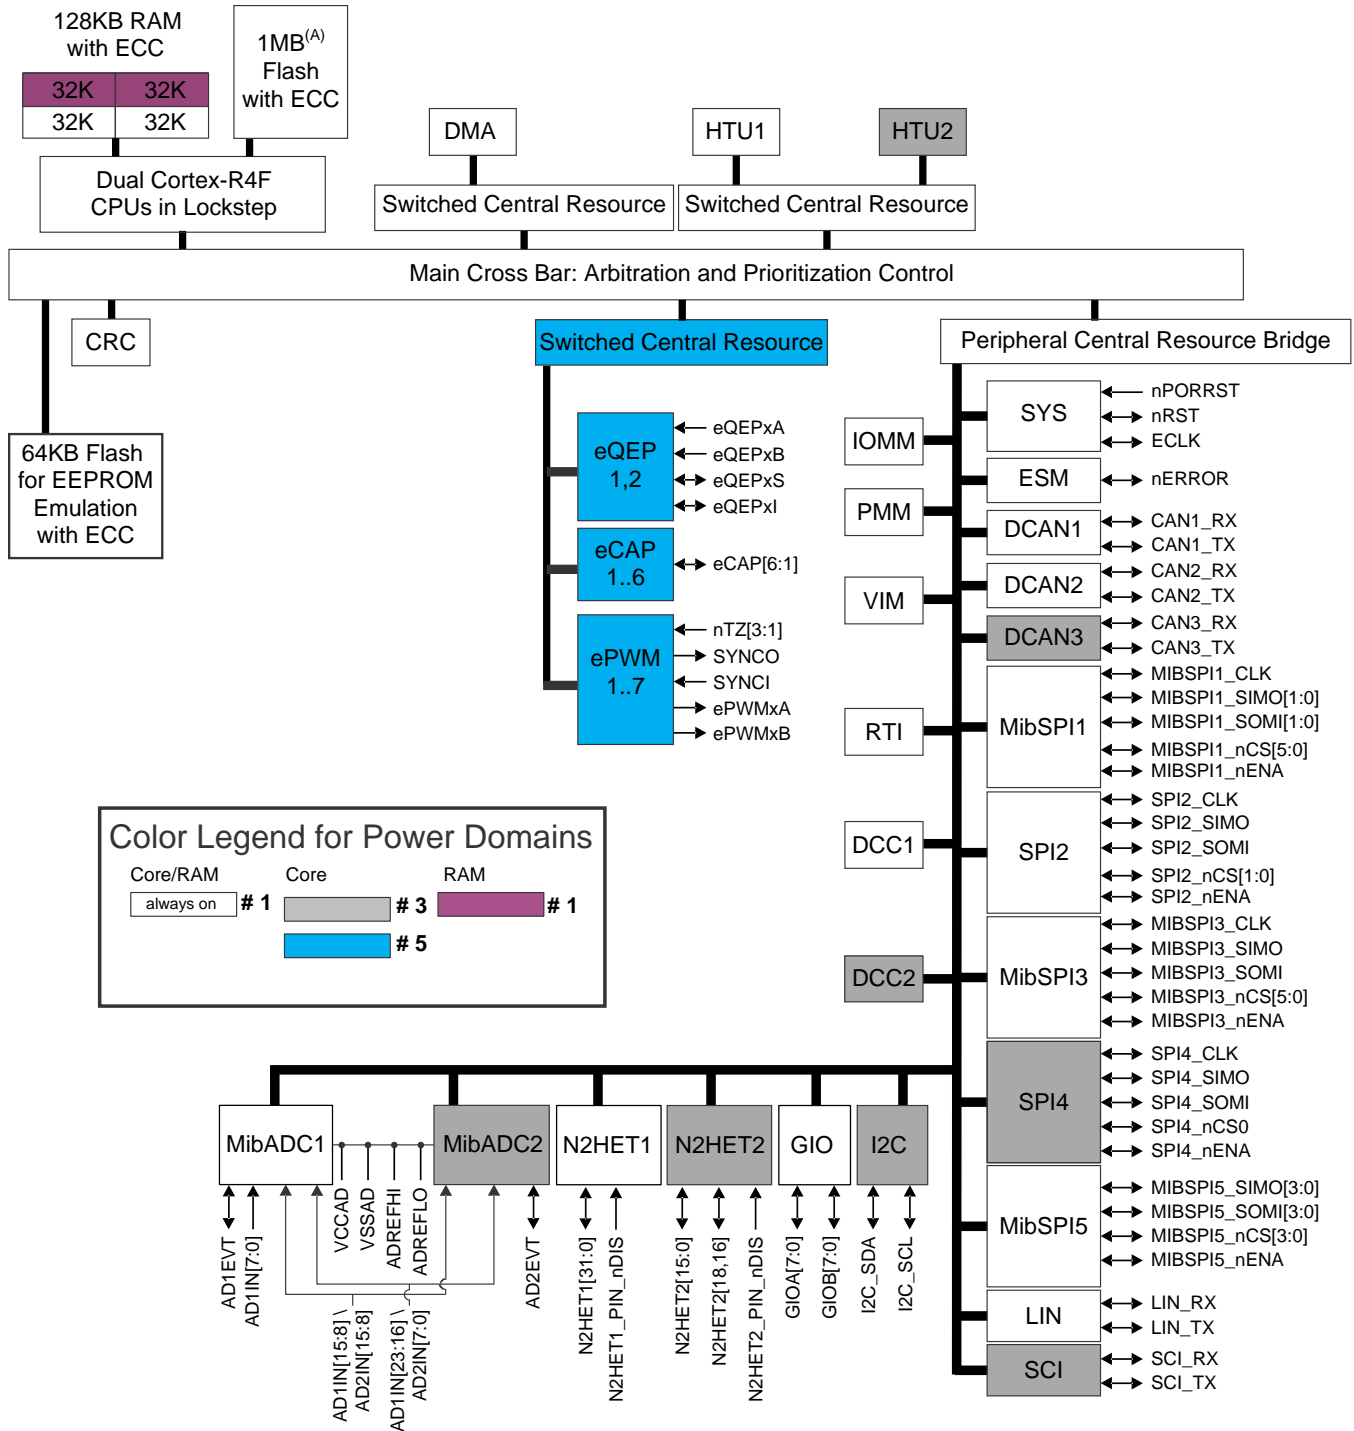 128KB RAM
with ECC
32K 32K
32K 32K
1MB(A)
Flash
with ECC
DMA
HTU1
HTU2
Dual Cortex-R4F
CPUs in Lockstep
Switched Central Resource
Switched Central Resource
Main Cross Bar: Arbitration and Prioritization Control
CRC
Switched Central Resource
Peripheral Central Resource Bridge
64KB Flash
for EEPROM
Emulation
with ECC
eQEP
1,2
eQEPxA
eQEPxB
eQEPxS
eQEPxI
eCAP
1..6
eCAP[6:1]
ePWM
1..7
nTZ[3:1]
SYNCO
SYNCI
ePWMxA
ePWMxB
IOMM
PMM
VIM
RTI
DCC1
DCC2
SYS
nPORRST
nRST
ECLK
ESM
nERROR
DCAN1
CAN1_RX
CAN1_TX
DCAN2
CAN2_RX
CAN2_TX
DCAN3
CAN3_RX
CAN3_TX
MibSPI1
MIBSPI1_CLK
MIBSPI1_SIMO[1:0]
MIBSPI1_SOMI[1:0]
MIBSPI1_nCS[5:0]
MIBSPI1_nENA
SPI2
SPI2_CLK
SPI2_SIMO
SPI2_SOMI
SPI2_nCS[1:0]
SPI2_nENA
MibSPI3
MIBSPI3_CLK
MIBSPI3_SIMO
MIBSPI3_SOMI
MIBSPI3_nCS[5:0]
MIBSPI3_nENA
SPI4
SPI4_CLK
SPI4_SIMO
SPI4_SOMI
SPI4_nCS0
SPI4_nENA
MibSPI5
MIBSPI5_SIMO[3:0]
MIBSPI5_SOMI[3:0]
MIBSPI5_nCS[3:0]
MIBSPI5_nENA
LIN
LIN_RX
LIN_TX
SCI
SCI_RX
SCI_TX
Color Legend for Power Domains
Core/RAM Core RAM
always on # 1 # 3 # 1
# 5
MibADC1
MibADC2
N2HET1
N2HET2
GIO
I2C
AD1EVT
AD1IN[7:0]
VCCAD
VSSAD
ADREFHI
ADREFLO
AD1IN[15:8] \
AD2IN[15:8]
AD1IN[23:16] \
AD2IN[7:0]
AD2EVT
N2HET1[31:0]
N2HET1_PIN_nDIS
N2HET2[15:0]
N2HET2[18,16]
N2HET2_PIN_nDIS
GIOA[7:0]
GIOB[7:0]
I2C_SDA
I2C_SCL